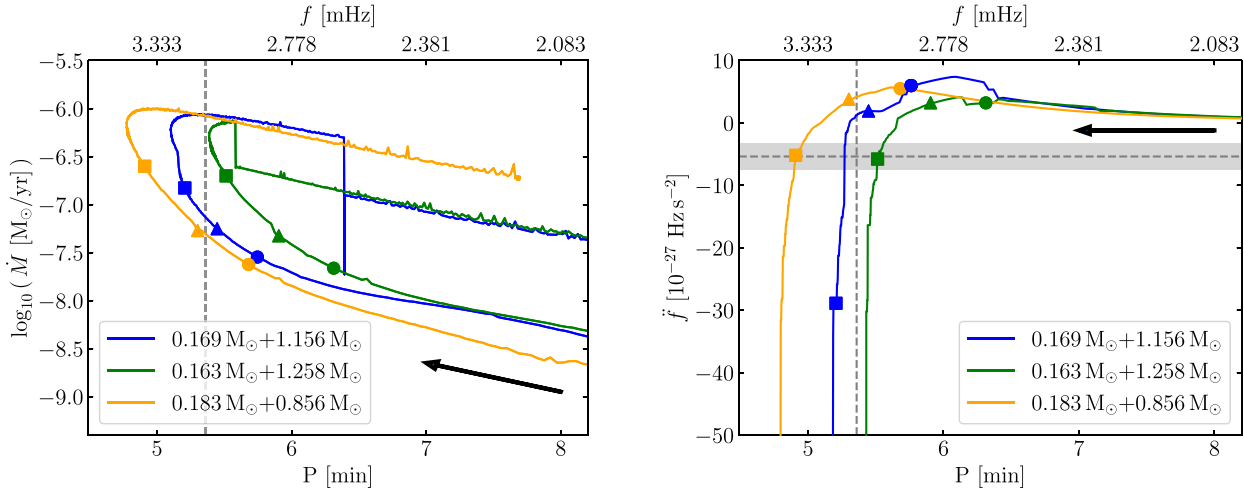 f [mHz]
3.333 2.778 2.381 2.083
−5.5
−6.0
−6.5
−7.0
−7.5
−8.0
−8.5
−9.0
log₁₀(Ṁ [M⊙/yr])
0.169 M⊙+1.156 M⊙
0.163 M⊙+1.258 M⊙
0.183 M⊙+0.856 M⊙
5 6 7 8
P [min]
f [mHz]
3.333 2.778 2.381 2.083
10
0
−10
−20
−30
−40
−50
f̈ [10⁻²⁷ Hz s⁻²]
0.169 M⊙+1.156 M⊙
0.163 M⊙+1.258 M⊙
0.183 M⊙+0.856 M⊙
5 6 7 8
P [min]